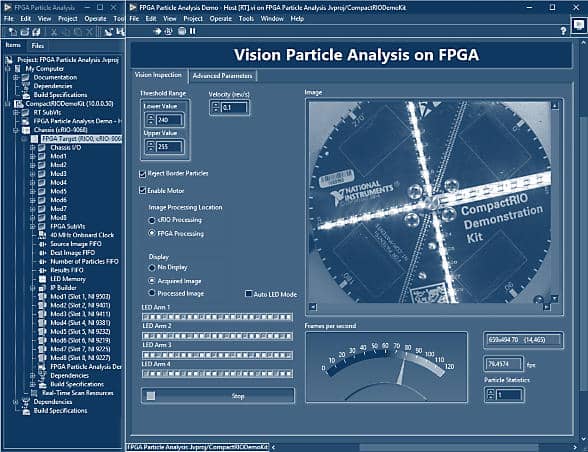 FPGA Particle Analysis Demo - Host [RT].vi on FPGA Particle Analysis Jv.proj/CompactRIODemoKit
File Edit View Project Operate Too
File Edit View Project Operate Tools Window Help
Items Files
Project: FPGA Particle Analysis Jv.proj
My Computer
Documentation
Dependencies
Build Specifications
CompactRIODemoKit (10.0.0.50)
RT SubVIs
FPGA Particle Analysis Demo - H
Chassis (cRIO-9068)
FPGA Target (RIO0, cRIO-906
Chassis I/O
Mod1
Mod2
Mod3
Mod4
Mod5
Mod6
Mod7
Mod8
FPGA SubVIs
40 MHz Onboard Clock
Source Image FIFO
Dest Image FIFO
Number of Particles FIFO
Results FIFO
LED Memory
IP Builder
Mod1 (Slot 1, NI 9503)
Mod2 (Slot 2, NI 9401)
Mod3 (Slot 3, NI 9411)
Mod4 (Slot 4, NI 9381)
Mod5 (Slot 5, NI 9232)
Mod6 (Slot 6, NI 9219)
Mod7 (Slot 7, NI 9225)
Mod8 (Slot 8, NI 9227)
FPGA Particle Analysis Der
Dependencies
Build Specifications
Real-Time Scan Resources
Dependencies
Build Specifications
Vision Particle Analysis on FPGA
Vision Inspection Advanced Parameters
Threshold Range
Lower Value
240
Upper Value
255
Velocity (rev/s)
0.1
Reject Border Particles
Enable Motor
Image Processing Location
cRIO Processing
FPGA Processing
Display
No Display
Acquired Image
Processed Image
Auto LED Mode
LED Arm 1
LED Arm 2
LED Arm 3
LED Arm 4
Stop
Image
NATIONAL
INSTRUMENTS
CompactRIO
Demonstration
Kit
Frames per second
0 10 20 30 40 50 60 70 80 90 100 110 120
659x494 70 (14,465)
79.4574 fps
Particle Statistics
1
FPGA Particle Analysis Jv.proj/CompactRIODemoKit